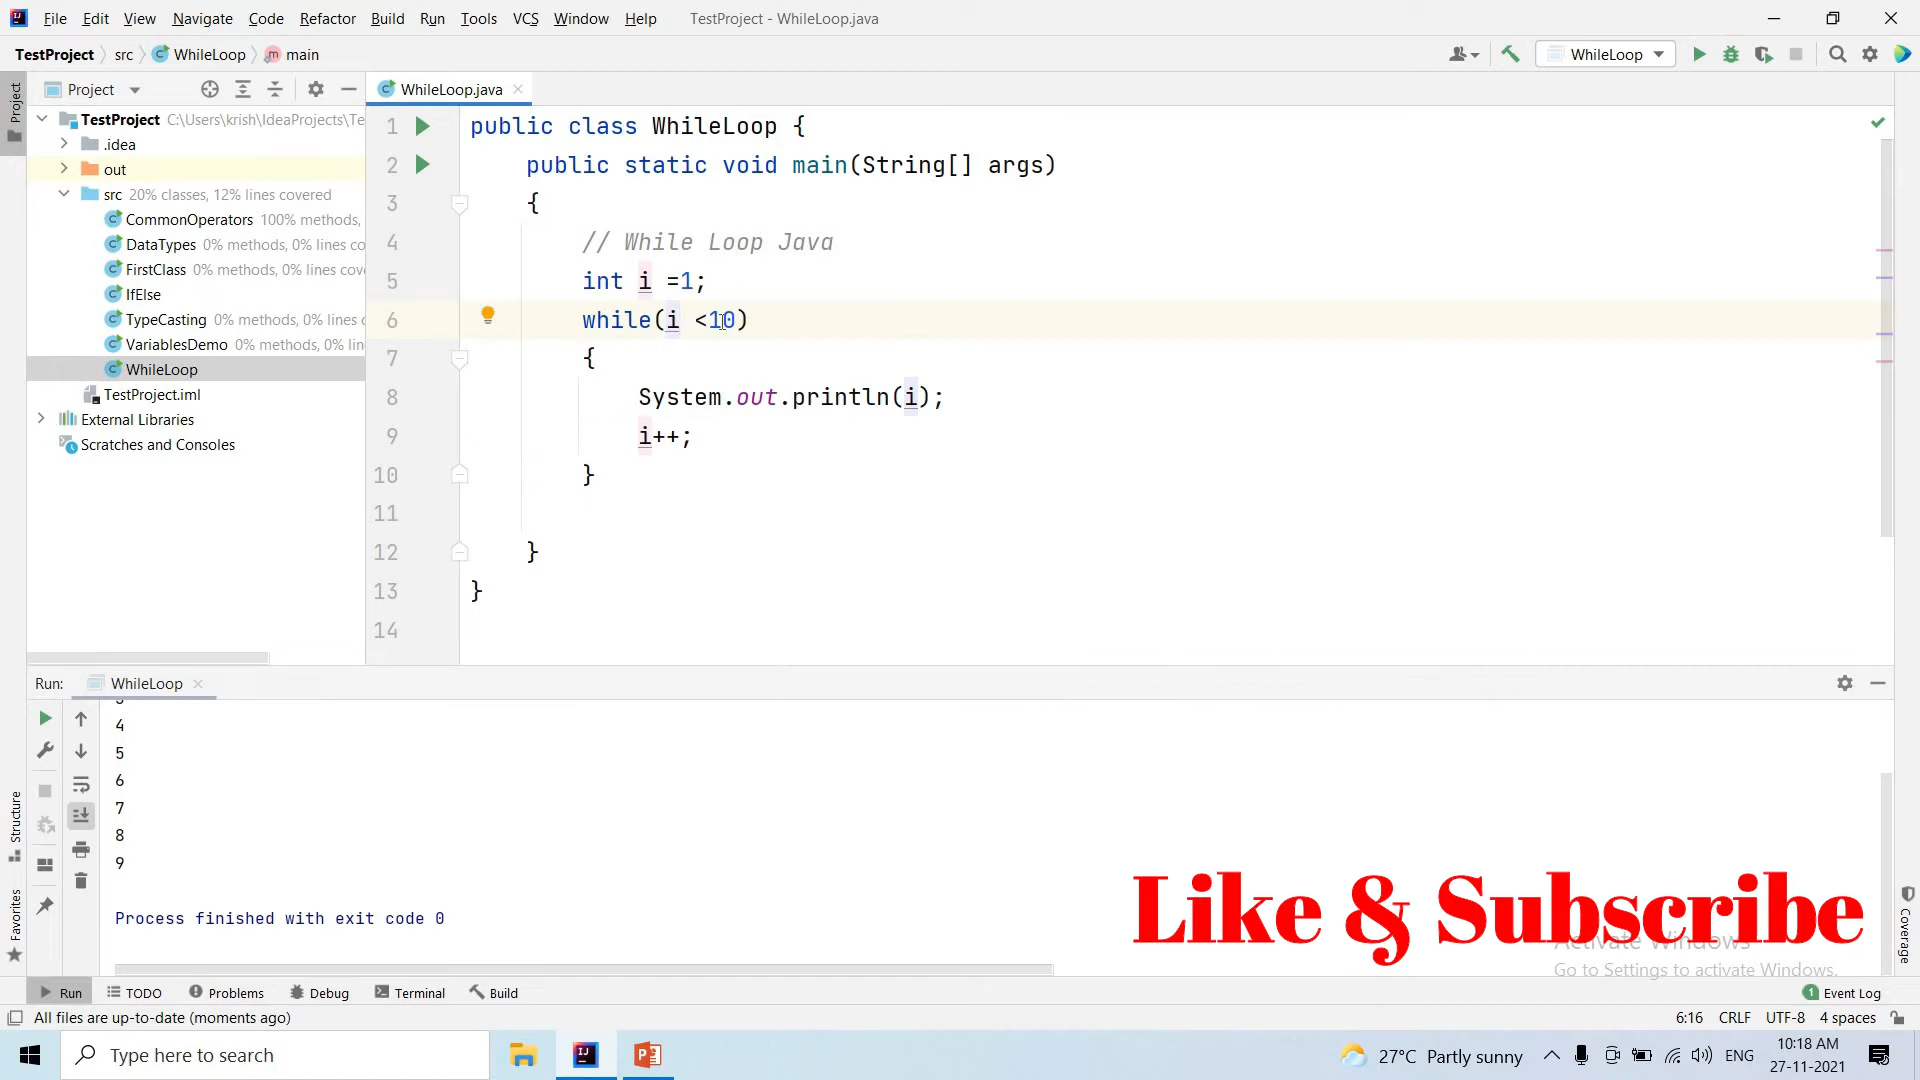 File Edit View Navigate Code Refactor Build Run Tools VCS Window Help TestProject - WhileLoop.java
TestProject src WhileLoop main WhileLoop
Project WhileLoop.java
Project
TestProject C:\Users\krish\IdeaProjects\Te
.idea
out
src 20% classes, 12% lines covered
CommonOperators 100% methods,
DataTypes 0% methods, 0% lines co
FirstClass 0% methods, 0% lines cov
IfElse
TypeCasting 0% methods, 0% lines
VariablesDemo 0% methods, 0% lin
WhileLoop
TestProject.iml
External Libraries
Scratches and Consoles
1 public class WhileLoop {
2 public static void main(String[] args)
3 {
4 // While Loop Java
5 int i =1;
6 while(i <10)
7 {
8 System.out.println(i);
9 i++;
10 }
11
12 }
13 }
14
Run: WhileLoop
4
5
6
7
8
9
Process finished with exit code 0
Like & Subscribe
Activate Windows
Go to Settings to activate Windows.
Structure
Favorites
Coverage
Run TODO Problems Debug Terminal Build 1 Event Log
All files are up-to-date (moments ago) 6:16 CRLF UTF-8 4 spaces
Type here to search 27°C Partly sunny ENG 10:18 AM
27-11-2021